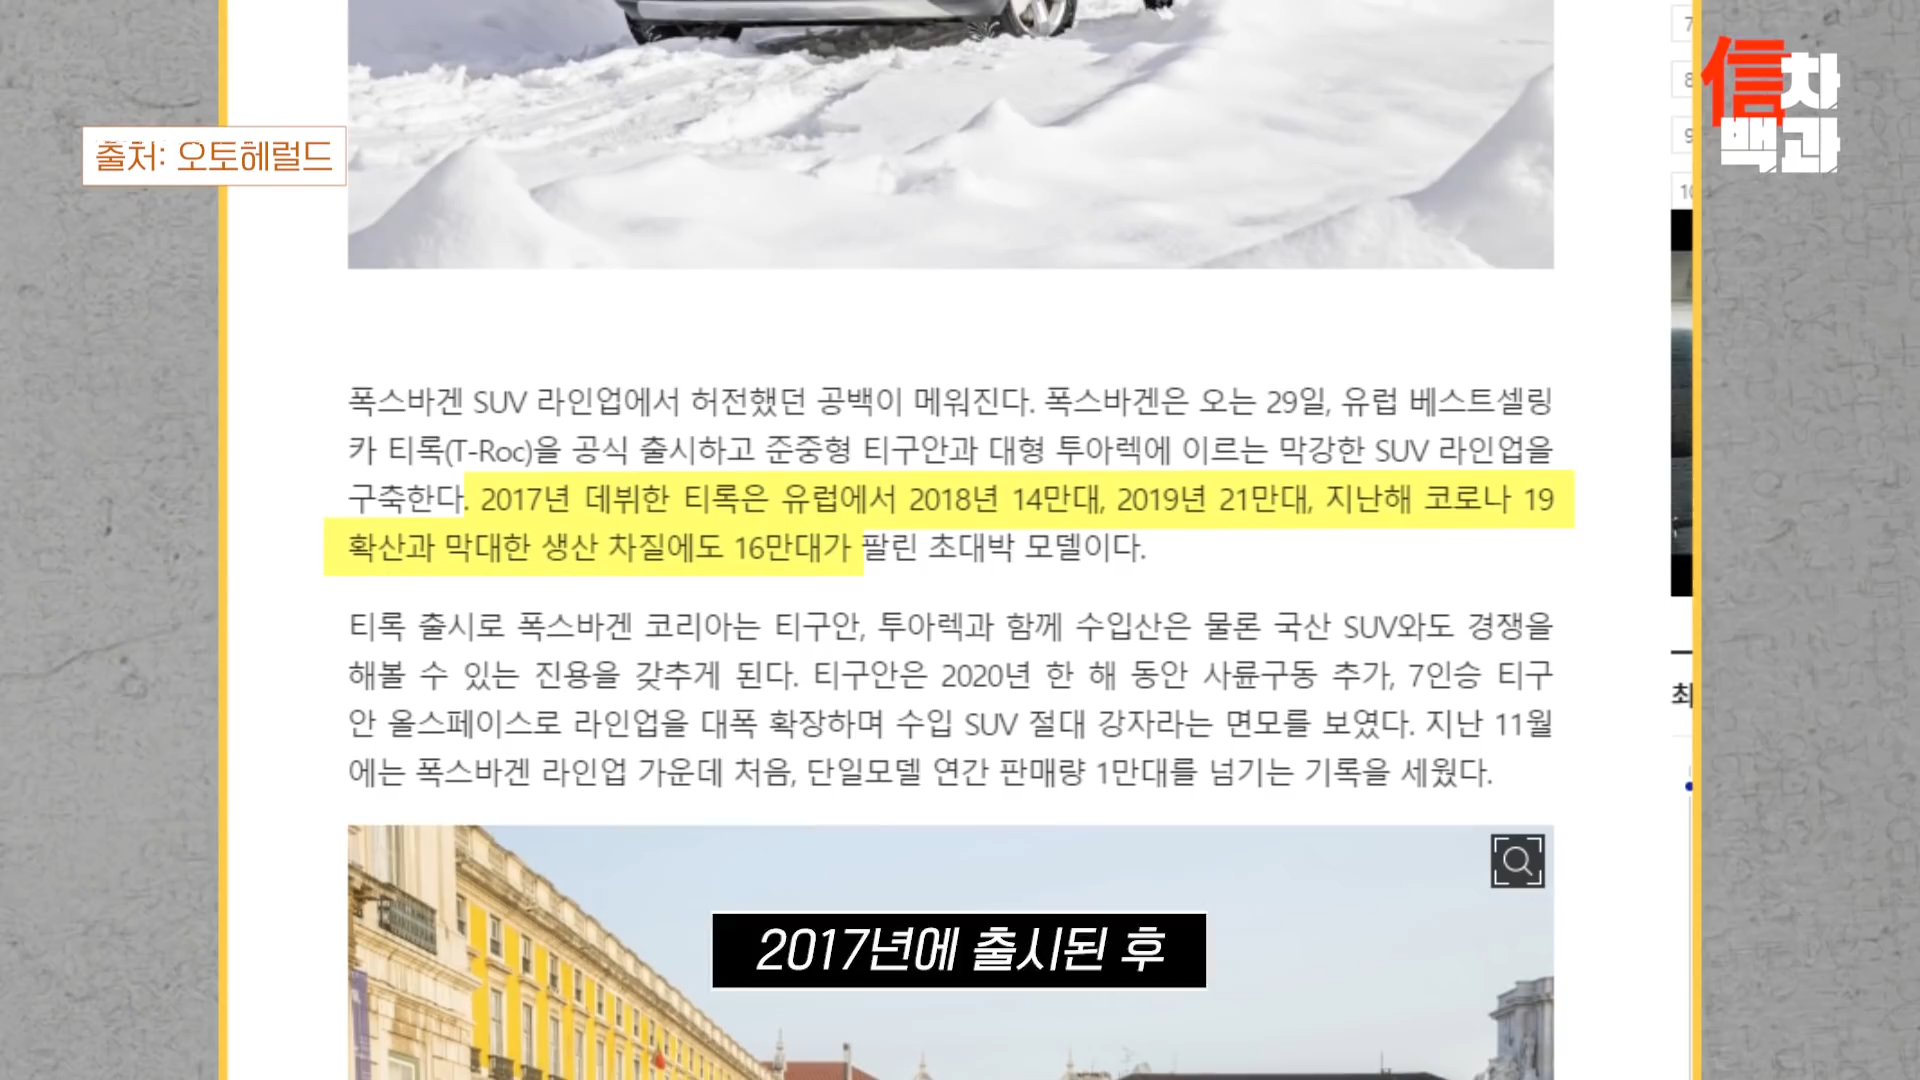 출처: 오토헤럴드
信차
백과
7
8
9
10
폭스바겐 SUV 라인업에서 허전했던 공백이 메워진다. 폭스바겐은 오는 29일, 유럽 베스트셀링
카 티록(T-Roc)을 공식 출시하고 준중형 티구안과 대형 투아렉에 이르는 막강한 SUV 라인업을
구축한다. 2017년 데뷔한 티록은 유럽에서 2018년 14만대, 2019년 21만대, 지난해 코로나 19
확산과 막대한 생산 차질에도 16만대가 팔린 초대박 모델이다.
티록 출시로 폭스바겐 코리아는 티구안, 투아렉과 함께 수입산은 물론 국산 SUV와도 경쟁을
해볼 수 있는 진용을 갖추게 된다. 티구안은 2020년 한 해 동안 사륜구동 추가, 7인승 티구
안 올스페이스로 라인업을 대폭 확장하며 수입 SUV 절대 강자라는 면모를 보였다. 지난 11월
에는 폭스바겐 라인업 가운데 처음, 단일모델 연간 판매량 1만대를 넘기는 기록을 세웠다.
최
2017년에 출시된 후